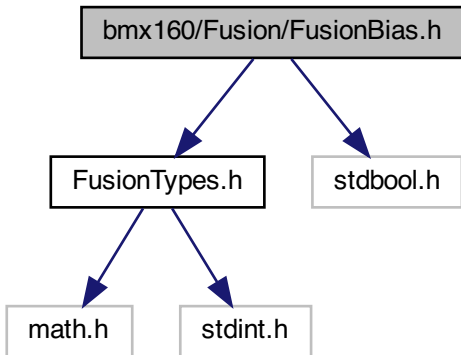 bmx160/Fusion/FusionBias.h
FusionTypes.h
stdbool.h
math.h
stdint.h